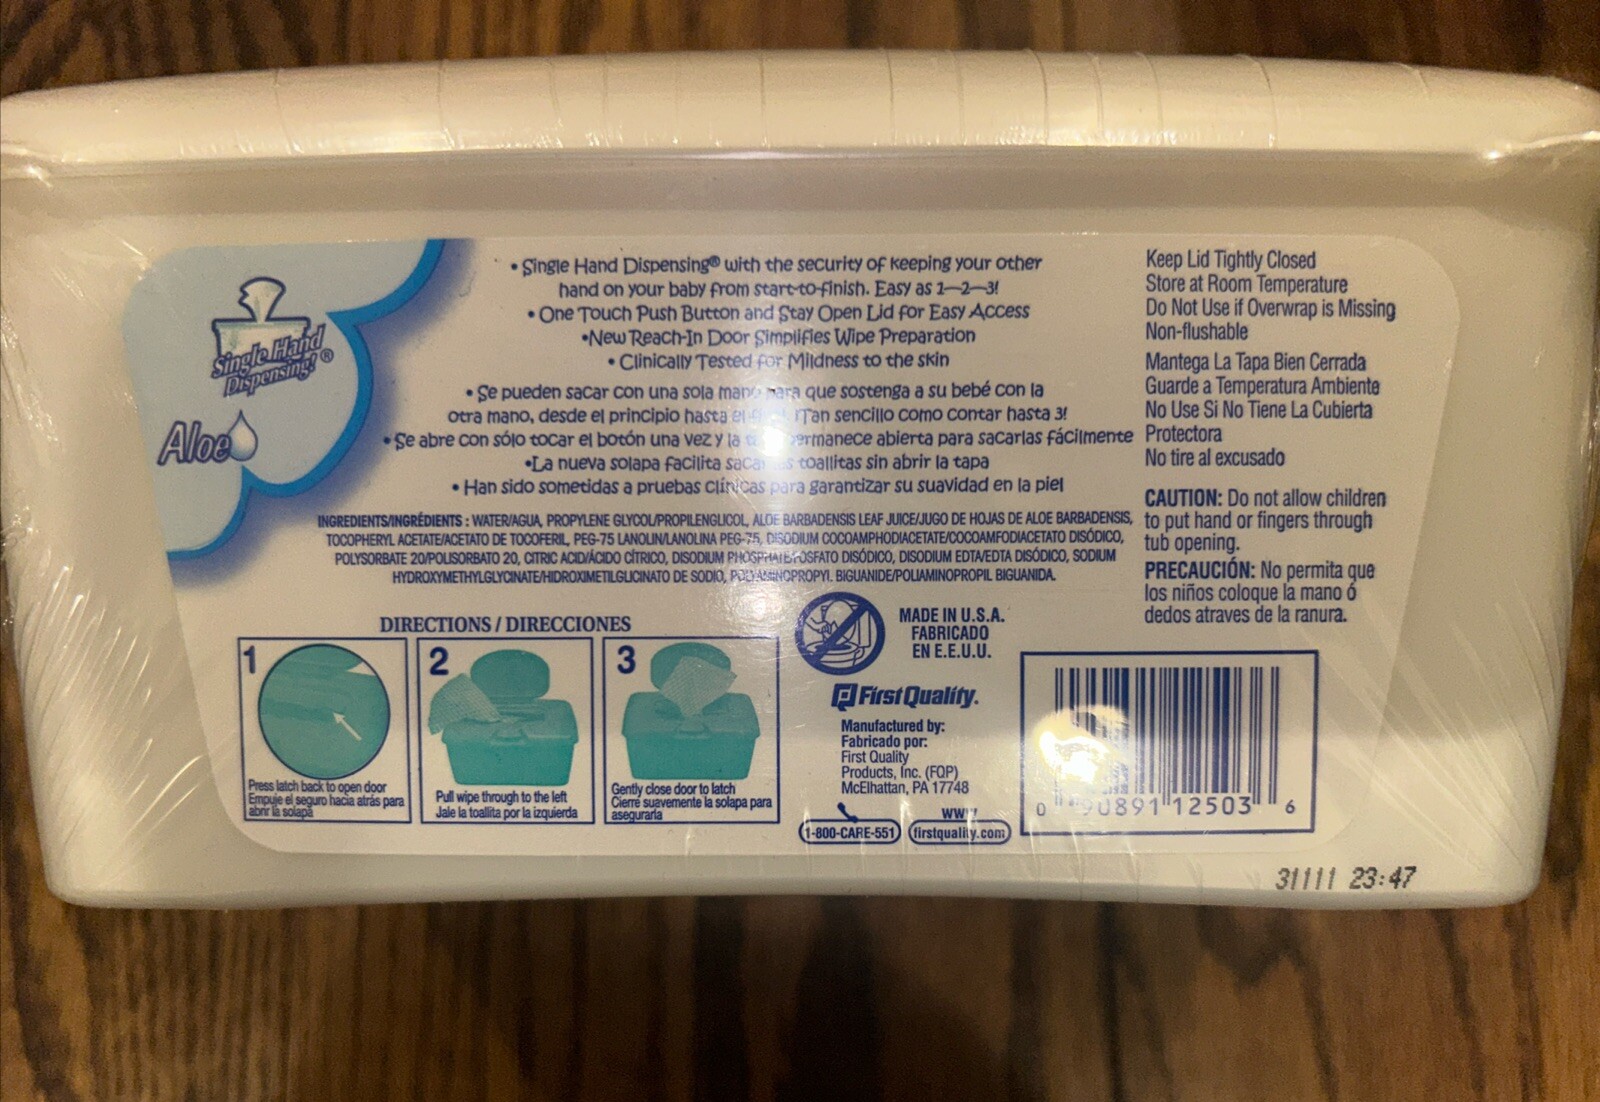 Single Hand
Dispensing!®
Aloe
• Single Hand Dispensing® with the security of keeping your other
hand on your baby from start-to-finish. Easy as 1-2-3!
• One Touch Push Button and Stay Open Lid for Easy Access
•New Reach-In Door Simplifies Wipe Preparation
• Clinically Tested for Mildness to the skin
• Se pueden sacar con una sola mano para que sostenga a su bebé con la
otra mano, desde el principio hasta el ¡Tan sencillo como contar hasta 3!
• Se abre con sólo tocar el botón una vez y la permanece abierta para sacarlas fácilmente
•La nueva solapa facilita toallitas sin abrir la tapa
• Han sido sometidas a pruebas clínicas para garantizar su suavidad en la piel
INGREDIENTS/INGRÉDIENTS : WATER/AGUA, PROPYLENE GLYCOL/PROPILENGLICOL, ALOE BARBADENSIS LEAF JUICE/JUGO DE HOJAS DE ALOE BARBADENSIS,
TOCOPHERYL ACETATE/ACETATO DE TOCOFERIL, PEG-75 LANOLIN/LANOLINA PEG-75, DISODIUM COCOAMPHODIACETATE/COCOAMFODIACETATO DISÓDICO,
POLYSORBATE 20/POLISORBATO 20, CITRIC ACID/ÁCIDO CÍTRICO, DISODIUM PHOSPHATE/FOSFATO DISÓDICO, DISODIUM EDTA/EDTA DISÓDICO, SODIUM
HYDROXYMETHYLGLYCINATE/HIDROXIMETILGLICINATO DE SODIO, POLYAMINOPROPYL BIGUANIDE/POLIAMINOPROPIL BIGUANIDA.
Keep Lid Tightly Closed
Store at Room Temperature
Do Not Use if Overwrap is Missing
Non-flushable
Mantega La Tapa Bien Cerrada
Guarde a Temperatura Ambiente
No Use Si No Tiene La Cubierta
Protectora
No tire al excusado
CAUTION: Do not allow children
to put hand or fingers through
tub opening.
PRECAUCIÓN: No permita que
los niños coloque la mano ó
dedos atraves de la ranura.
DIRECTIONS / DIRECCIONES
1
Press latch back to open door
Empuje el seguro hacia atrás para
abrir la solapa
2
Pull wipe through to the left
Jale la toallita por la izquierda
3
Gently close door to latch
Cierre suavemente la solapa para
asegurarla
MADE IN U.S.A.
FABRICADO
EN E.E.U.U.
First Quality.
Manufactured by:
Fabricado por:
First Quality
Products, Inc. (FQP)
McElhattan, PA 17748
1-800-CARE-551
www
firstquality.com
0 90891 12503 6
31111 23:47